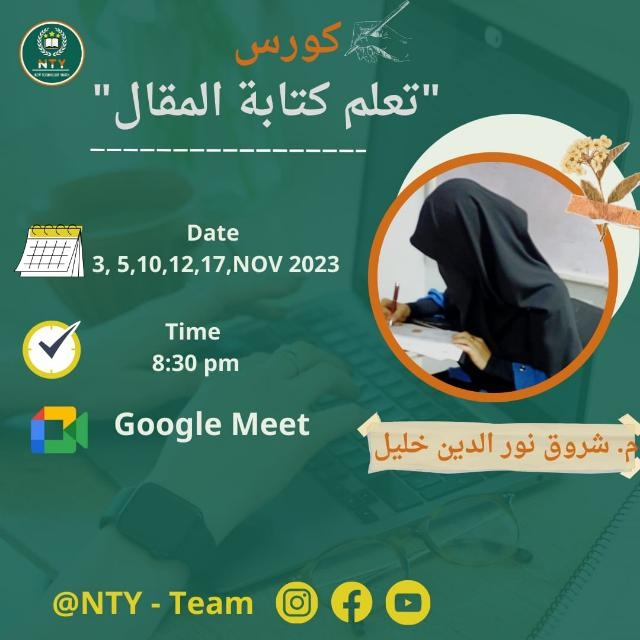 كورس
"تعلم كتابة المقال"
NTY
Date
3, 5,10,12,17,NOV 2023
Time
8:30 pm
Google Meet
م. شروق نور الدين خليل
@NTY - Team